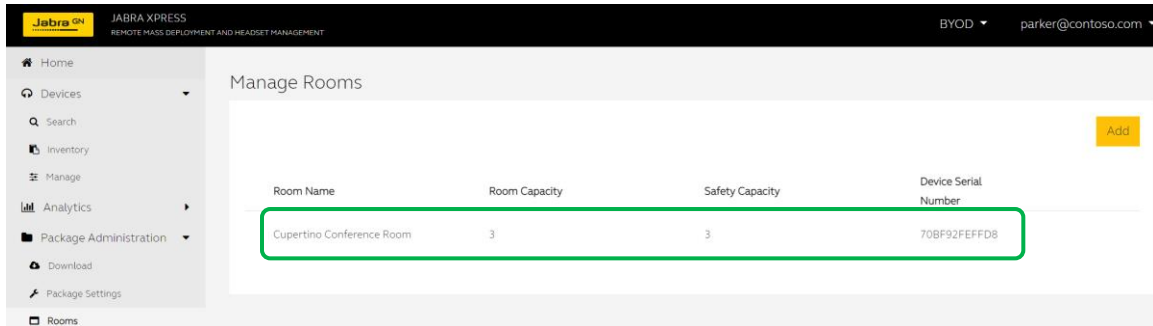 Jabra GN
JABRA XPRESS
REMOTE MASS DEPLOYMENT AND HEADSET MANAGEMENT
BYOD
parker@contoso.com
Home
Devices
Search
Inventory
Manage
Analytics
Package Administration
Download
Package Settings
Rooms
Manage Rooms
Add
Room Name
Room Capacity
Safety Capacity
Device Serial
Number
Cupertino Conference Room
3
3
70BF92FEFFD8